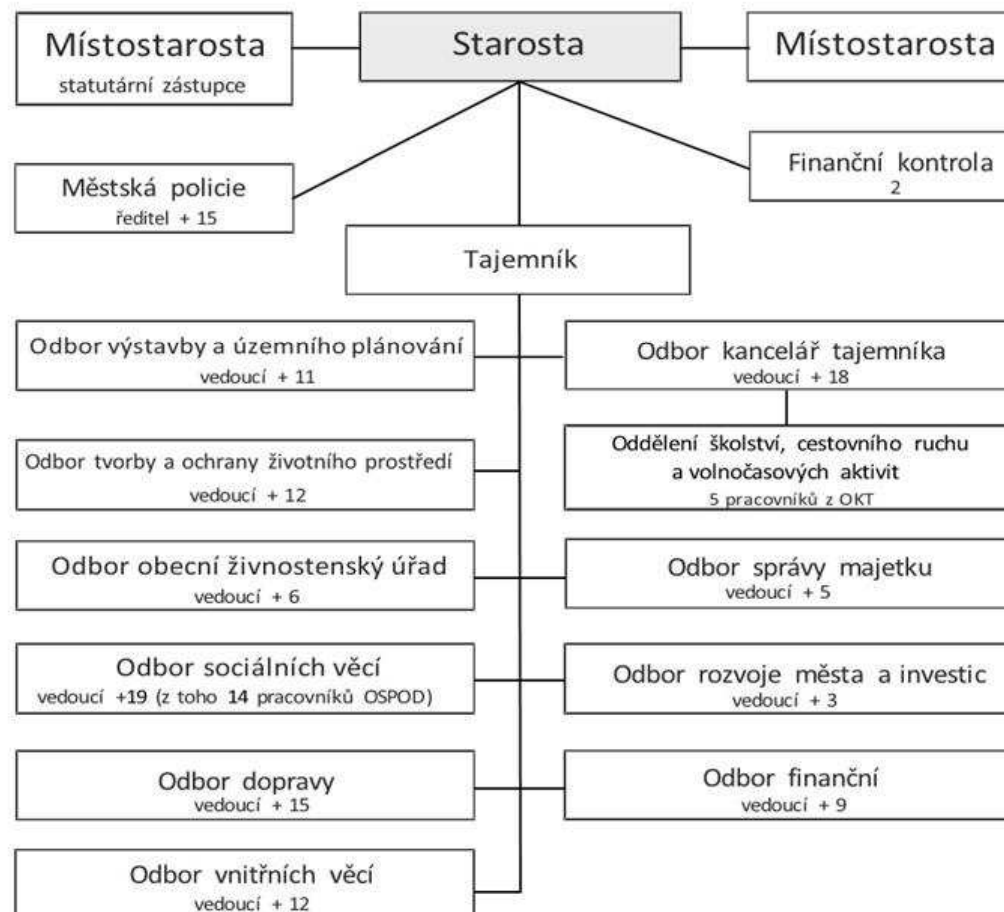 Místostarosta
statutární zástupce
Starosta
Místostarosta
Městská policie
ředitel + 15
Finanční kontrola
2
Tajemník
Odbor výstavby a územního plánování
vedoucí + 11
Odbor kancelář tajemníka
vedoucí + 18
Odbor tvorby a ochrany životního prostředí
vedoucí + 12
Oddělení školství, cestovního ruchu
a volnočasových aktivit
5 pracovníků z OKT
Odbor obecní živnostenský úřad
vedoucí + 6
Odbor správy majetku
vedoucí + 5
Odbor sociálních věcí
vedoucí +19 (z toho 14 pracovníků OSPOD)
Odbor rozvoje města a investic
vedoucí + 3
Odbor dopravy
vedoucí + 15
Odbor finanční
vedoucí + 9
Odbor vnitřních věcí
vedoucí + 12